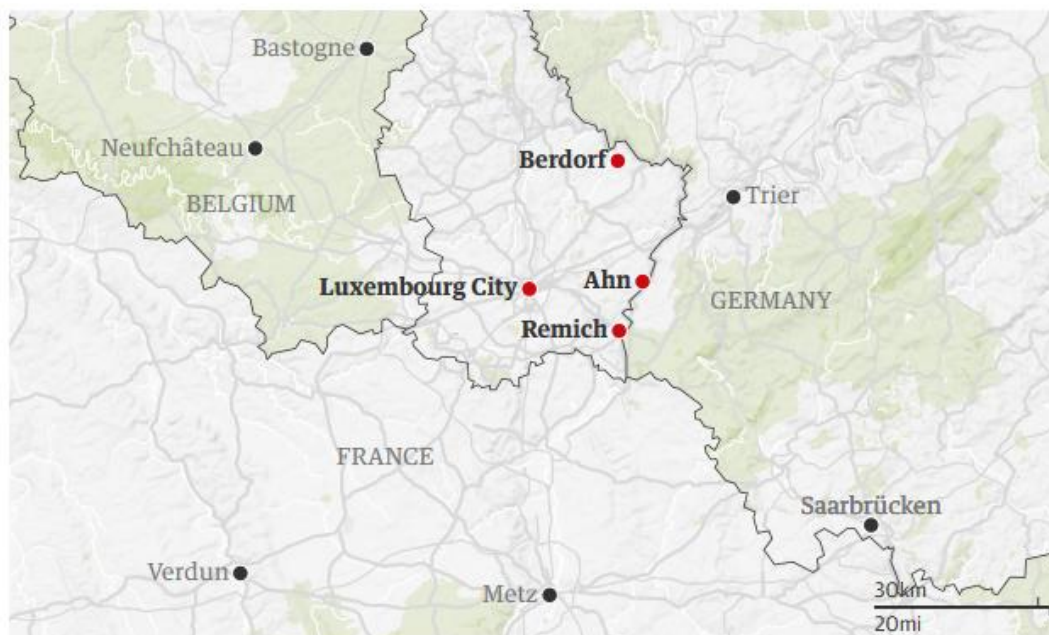 Bastogne
Neufchâteau
Berdorf
BELGIUM
Trier
Luxembourg City
Ahn
GERMANY
Remich
FRANCE
Saarbrücken
Verdun
Metz
30km
20mi